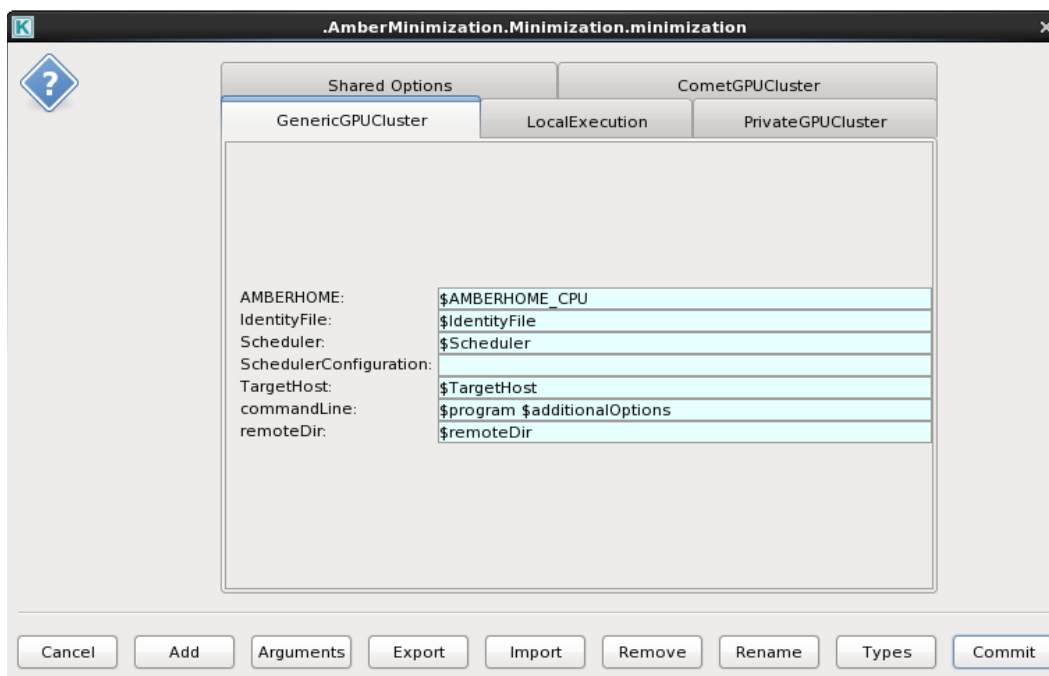 K .AmberMinimization.Minimization.minimization x
?
Shared Options CometGPUCluster
GenericGPUCluster LocalExecution PrivateGPUCluster
AMBERHOME: $AMBERHOME_CPU
IdentityFile: $IdentityFile
Scheduler: $Scheduler
SchedulerConfiguration:
TargetHost: $TargetHost
commandLine: $program $additionalOptions
remoteDir: $remoteDir
Cancel Add Arguments Export Import Remove Rename Types Commit